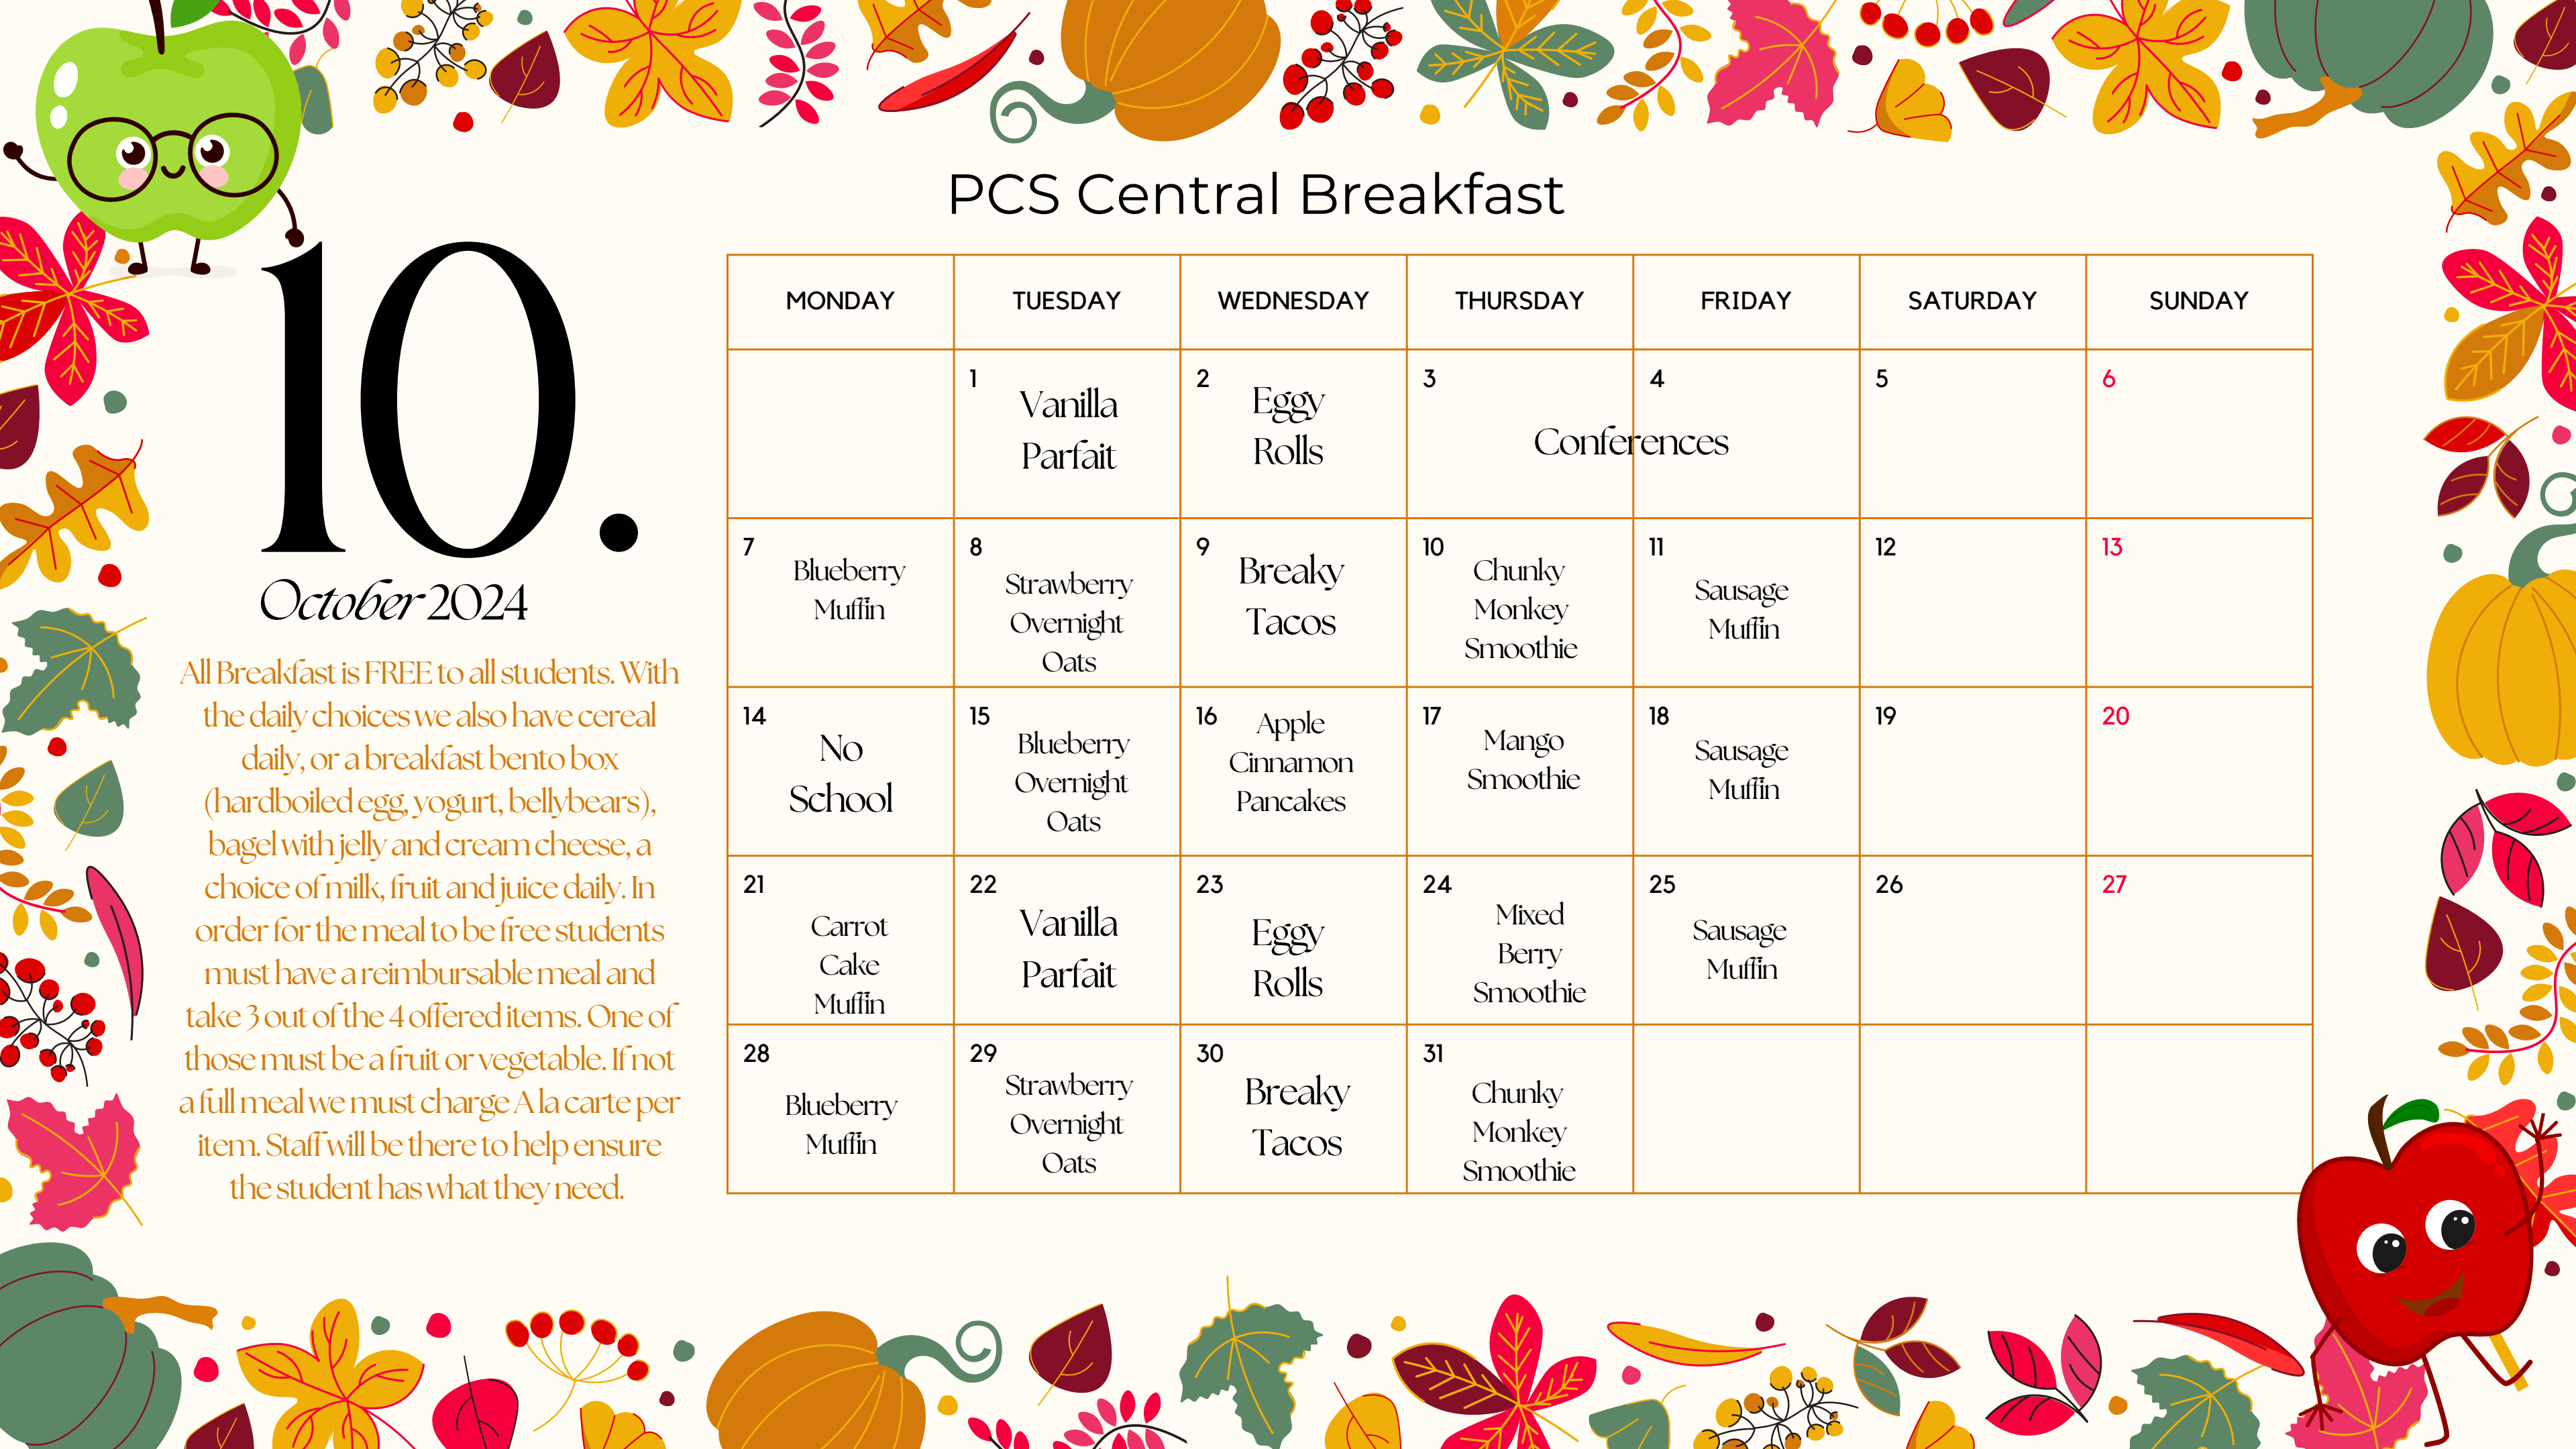 PCS Central Breakfast
10.
October 2024
All Breakfast is FREE to all students. With
the daily choices we also have cereal
daily, or a breakfast bento box
(hardboiled egg, yogurt, bellybears),
bagel with jelly and cream cheese, a
choice of milk, fruit and juice daily. In
order for the meal to be free students
must have a reimbursable meal and
take 3 out of the 4 offered items. One of
those must be a fruit or vegetable. If not
a full meal we must charge A la carte per
item. Staff will be there to help ensure
the student has what they need.
MONDAY
TUESDAY
WEDNESDAY
THURSDAY
FRIDAY
SATURDAY
SUNDAY
1
Vanilla
Parfait
2
Eggy
Rolls
3
4
Conferences
5
6
7
Blueberry
Muffin
8
Strawberry
Overnight
Oats
9
Breaky
Tacos
10
Chunky
Monkey
Smoothie
11
Sausage
Muffin
12
13
14
No
School
15
Blueberry
Overnight
Oats
16
Apple
Cinnamon
Pancakes
17
Mango
Smoothie
18
Sausage
Muffin
19
20
21
Carrot
Cake
Muffin
22
Vanilla
Parfait
23
Eggy
Rolls
24
Mixed
Berry
Smoothie
25
Sausage
Muffin
26
27
28
Blueberry
Muffin
29
Strawberry
Overnight
Oats
30
Breaky
Tacos
31
Chunky
Monkey
Smoothie